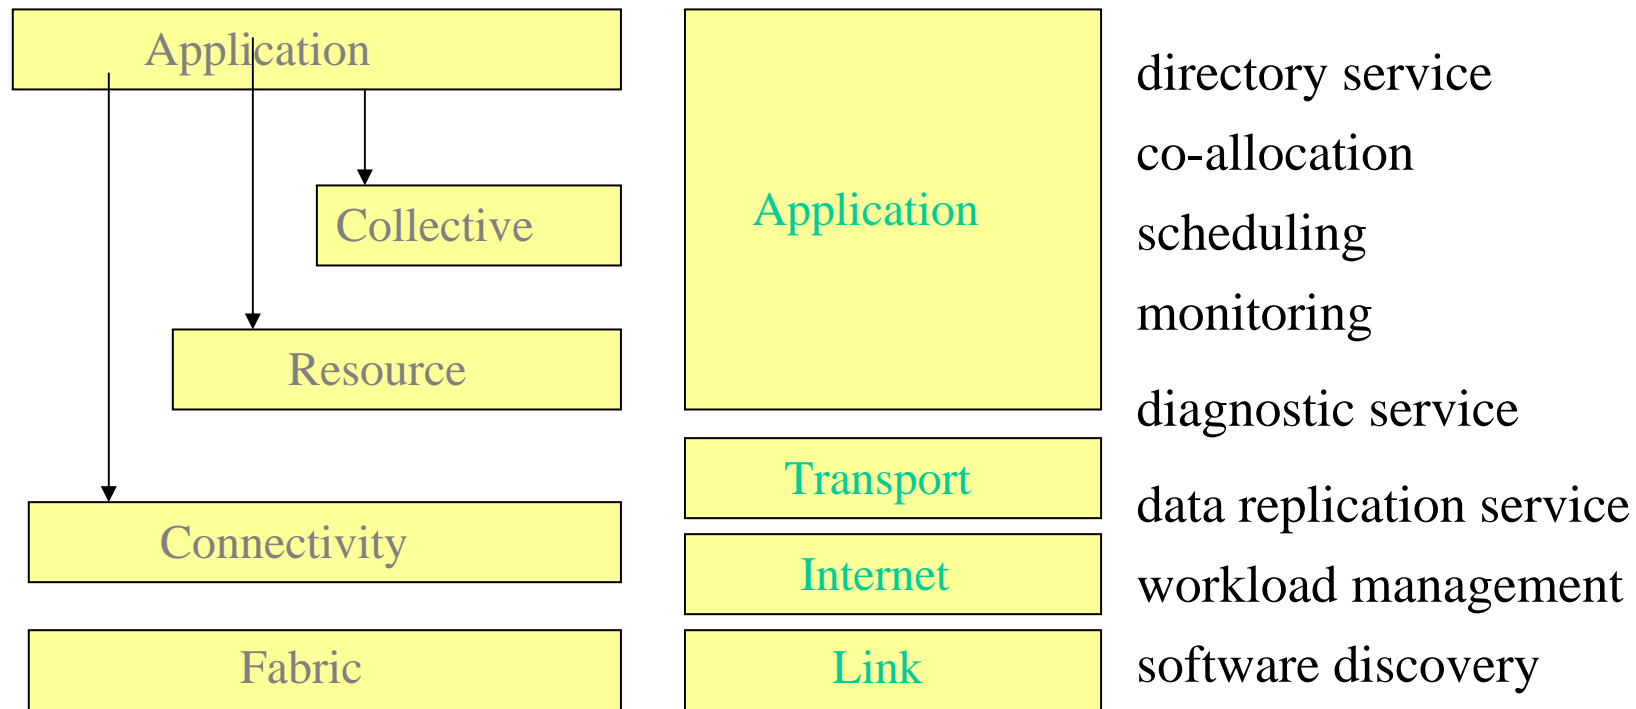 Application
Collective
Resource
Connectivity
Fabric
Application
Transport
Internet
Link
directory service
co-allocation
scheduling
monitoring
diagnostic service
data replication service
workload management
software discovery